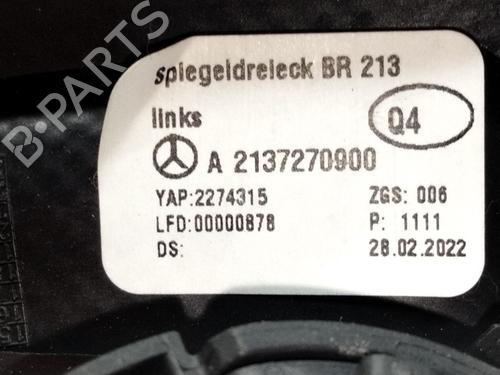 spiegeldreieck BR 213
links
Q4
A 2137270900
YAP:2274315 ZGS: 006
LFD:00000878 P: 1111
DS: 28.02.2022
B-PARTS